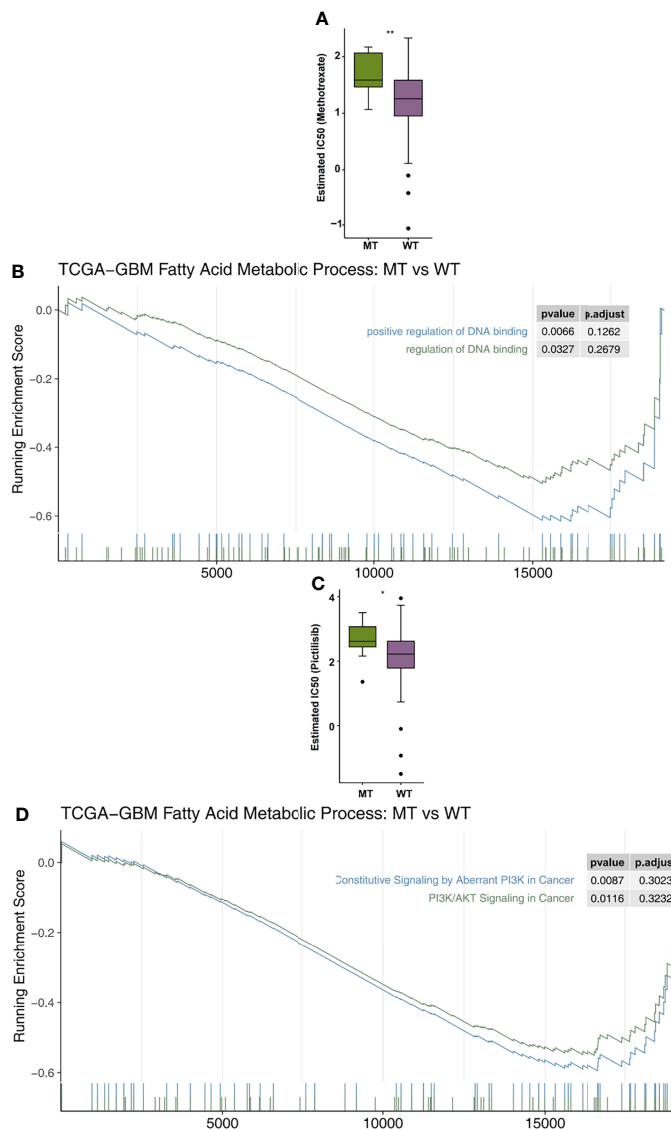 A
**
Estimated IC50 (Methotrexate)
2
1
0
−1
MT WT
B
TCGA−GBM Fatty Acid Metabolic Process: MT vs WT
Running Enrichment Score
0.0
−0.2
−0.4
−0.6
pvalue p.adjust
positive regulation of DNA binding 0.0066 0.1262
regulation of DNA binding 0.0327 0.2679
5000 10000 15000
C
*
Estimated IC50 (Pictilisib)
4
2
0
MT WT
D
TCGA−GBM Fatty Acid Metabolic Process: MT vs WT
Running Enrichment Score
0.0
−0.2
−0.4
−0.6
pvalue p.adjus
Constitutive Signaling by Aberrant PI3K in Cancer 0.0087 0.3023
PI3K/AKT Signaling in Cancer 0.0116 0.3232
5000 10000 15000